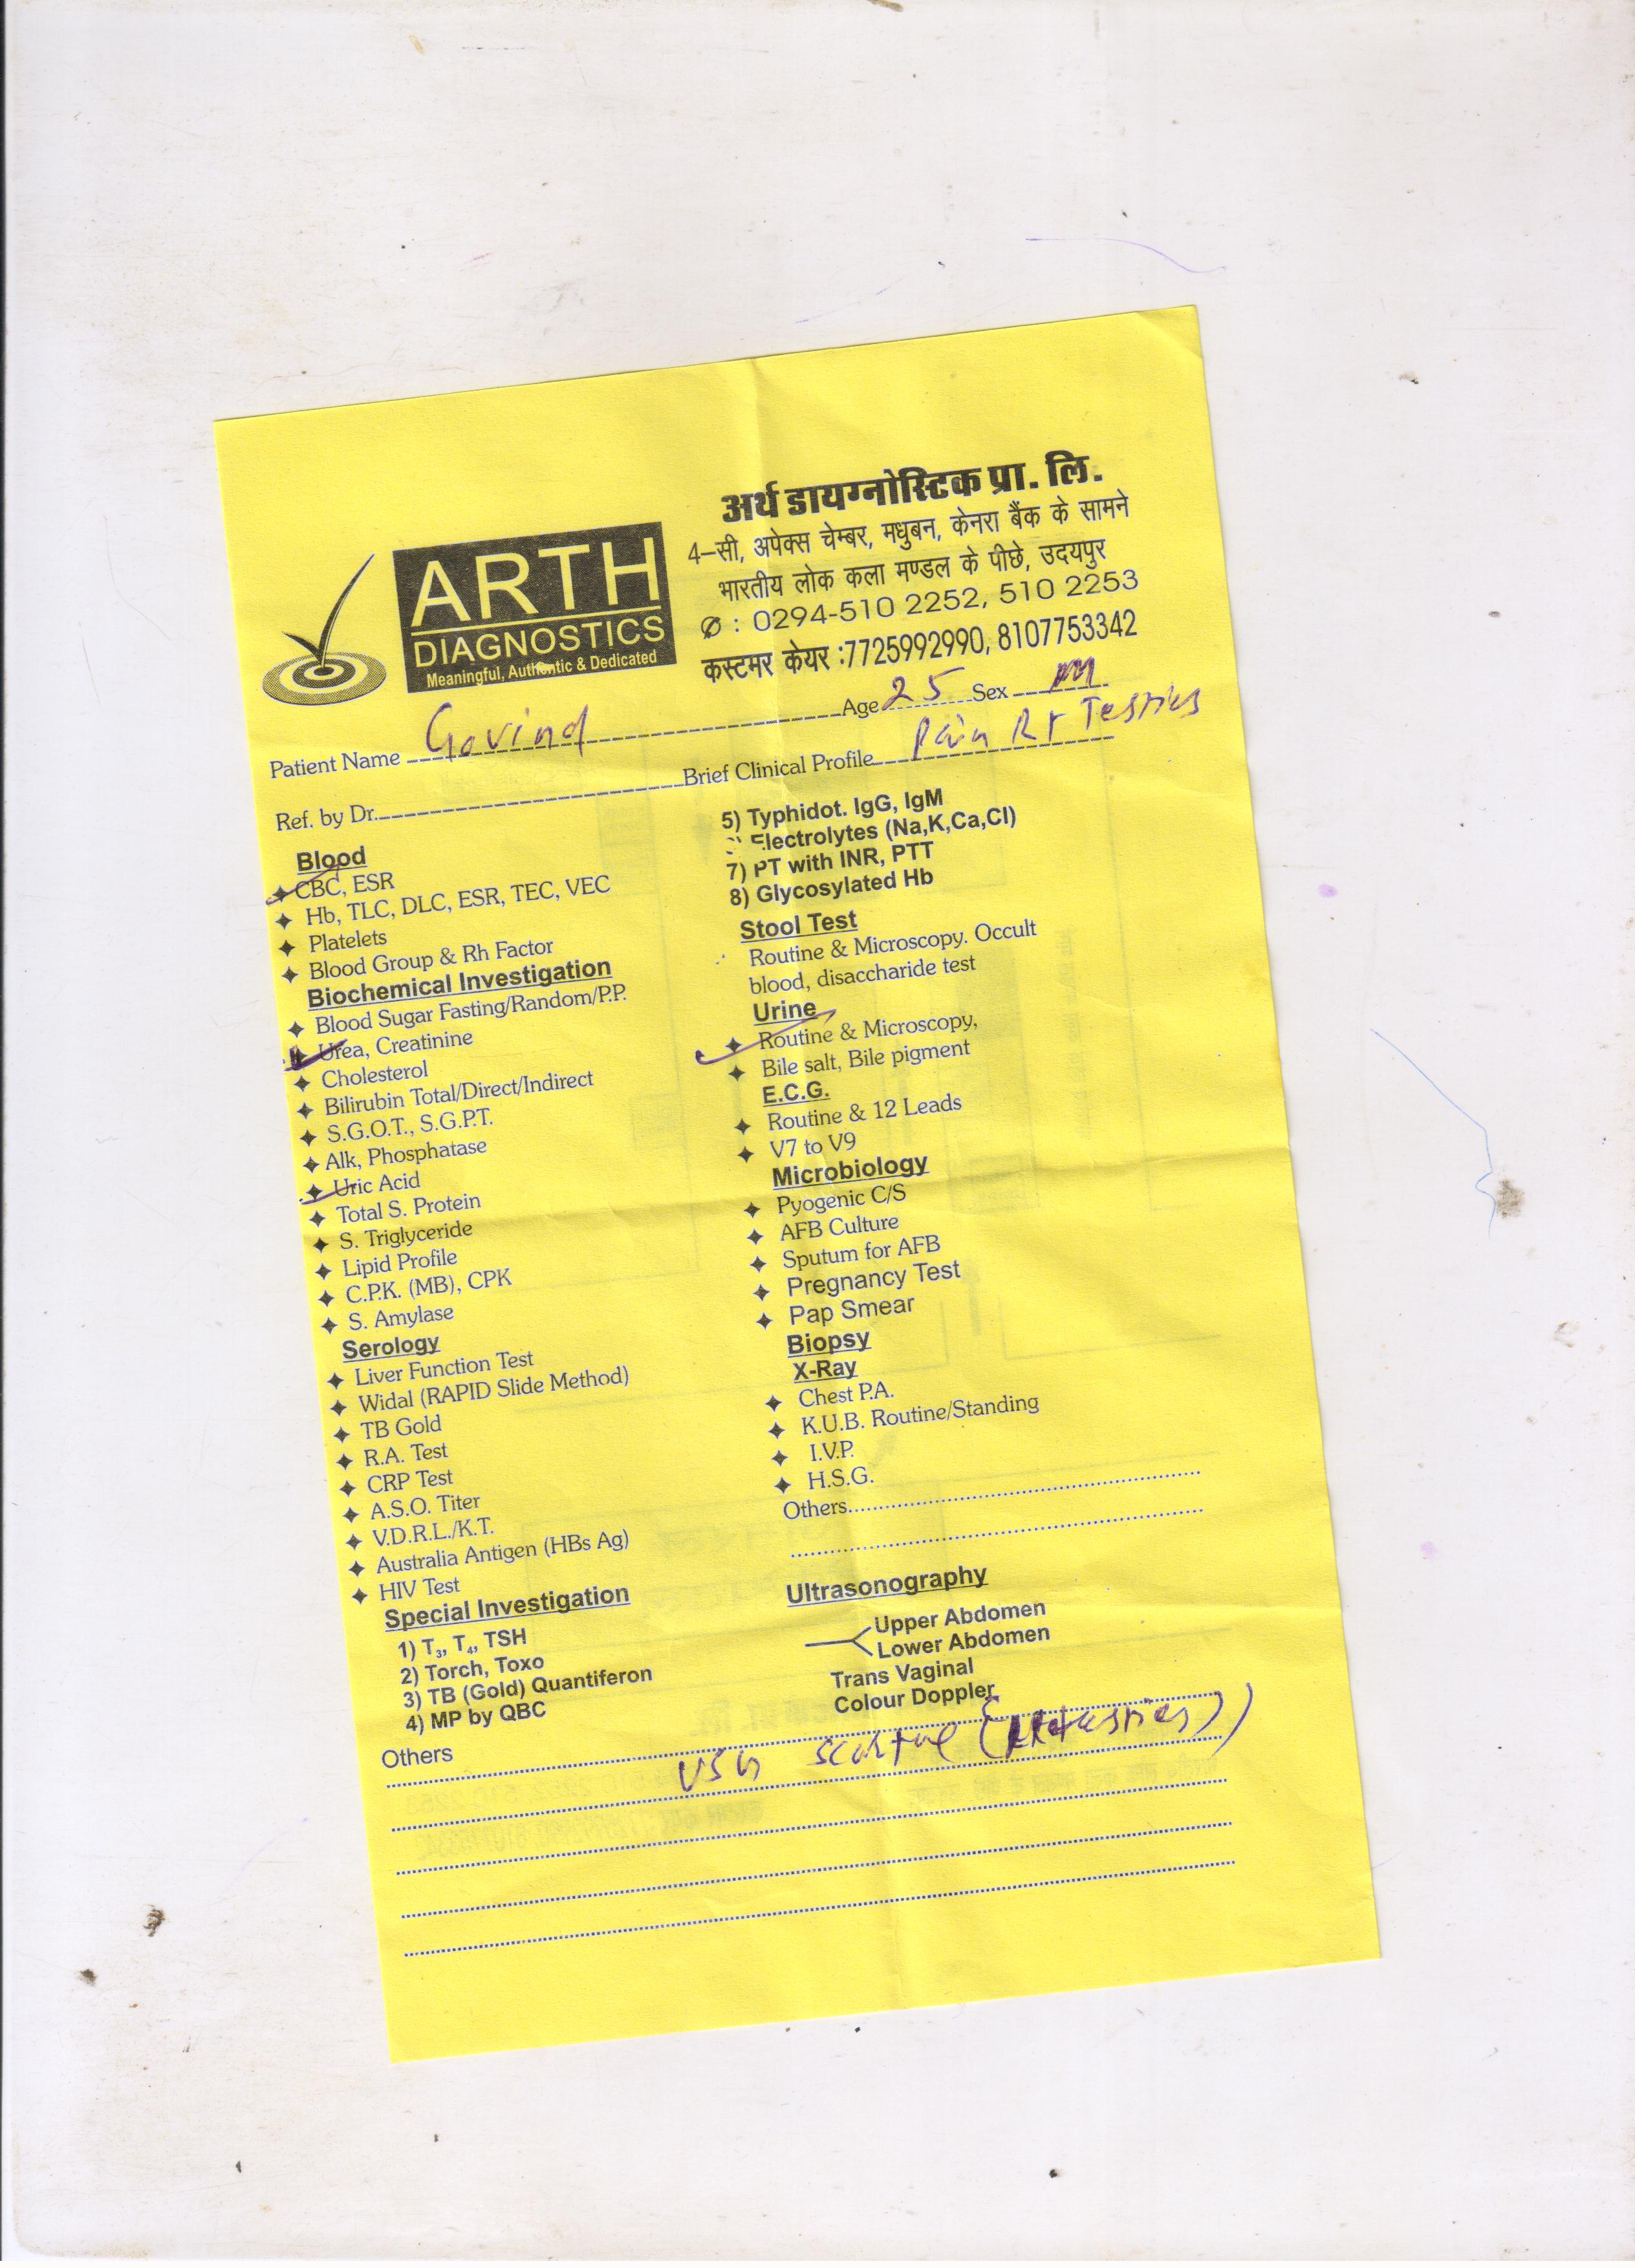 अर्थ डायग्नोस्टिक प्रा. लि.
4–सी, अपेक्स चेम्बर, मधुबन, केनरा बैंक के सामने
भारतीय लोक कला मण्डल के पीछे, उदयपुर
✆ : 0294-510 2252, 510 2253
कस्टमर केयर :7725992990, 8107753342
ARTH
DIAGNOSTICS
Meaningful, Authentic & Dedicated
Patient Name Govind Age 25 Sex M
Ref. by Dr. Brief Clinical Profile Pain Rt
Blood
CBC, ESR
Hb, TLC, DLC, ESR, TEC, VEC
Platelets
Blood Group & Rh Factor
Biochemical Investigation
Blood Sugar Fasting/Random/P.P.
Urea, Creatinine
Cholesterol
Bilirubin Total/Direct/Indirect
S.G.O.T., S.G.P.T.
Alk, Phosphatase
Uric Acid
Total S. Protein
S. Triglyceride
Lipid Profile
C.P.K. (MB), CPK
S. Amylase
Serology
Liver Function Test
Widal (RAPID Slide Method)
TB Gold
R.A. Test
CRP Test
A.S.O. Titer
V.D.R.L./K.T.
Australia Antigen (HBs Ag)
HIV Test
Special Investigation
1) T3, T4, TSH
2) Torch, Toxo
3) TB (Gold) Quantiferon
4) MP by QBC
5) Typhidot. IgG, IgM
Electrolytes (Na,K,Ca,Cl)
7) PT with INR, PTT
8) Glycosylated Hb
Stool Test
Routine & Microscopy. Occult
blood, disaccharide test
Urine
Routine & Microscopy,
Bile salt, Bile pigment
E.C.G.
Routine & 12 Leads
V7 to V9
Microbiology
Pyogenic C/S
AFB Culture
Sputum for AFB
Pregnancy Test
Pap Smear
Biopsy
X-Ray
Chest P.A.
K.U.B. Routine/Standing
I.V.P.
H.S.G.
Others
Ultrasonography
Upper Abdomen
Lower Abdomen
Trans Vaginal
Colour Doppler
Others
USG